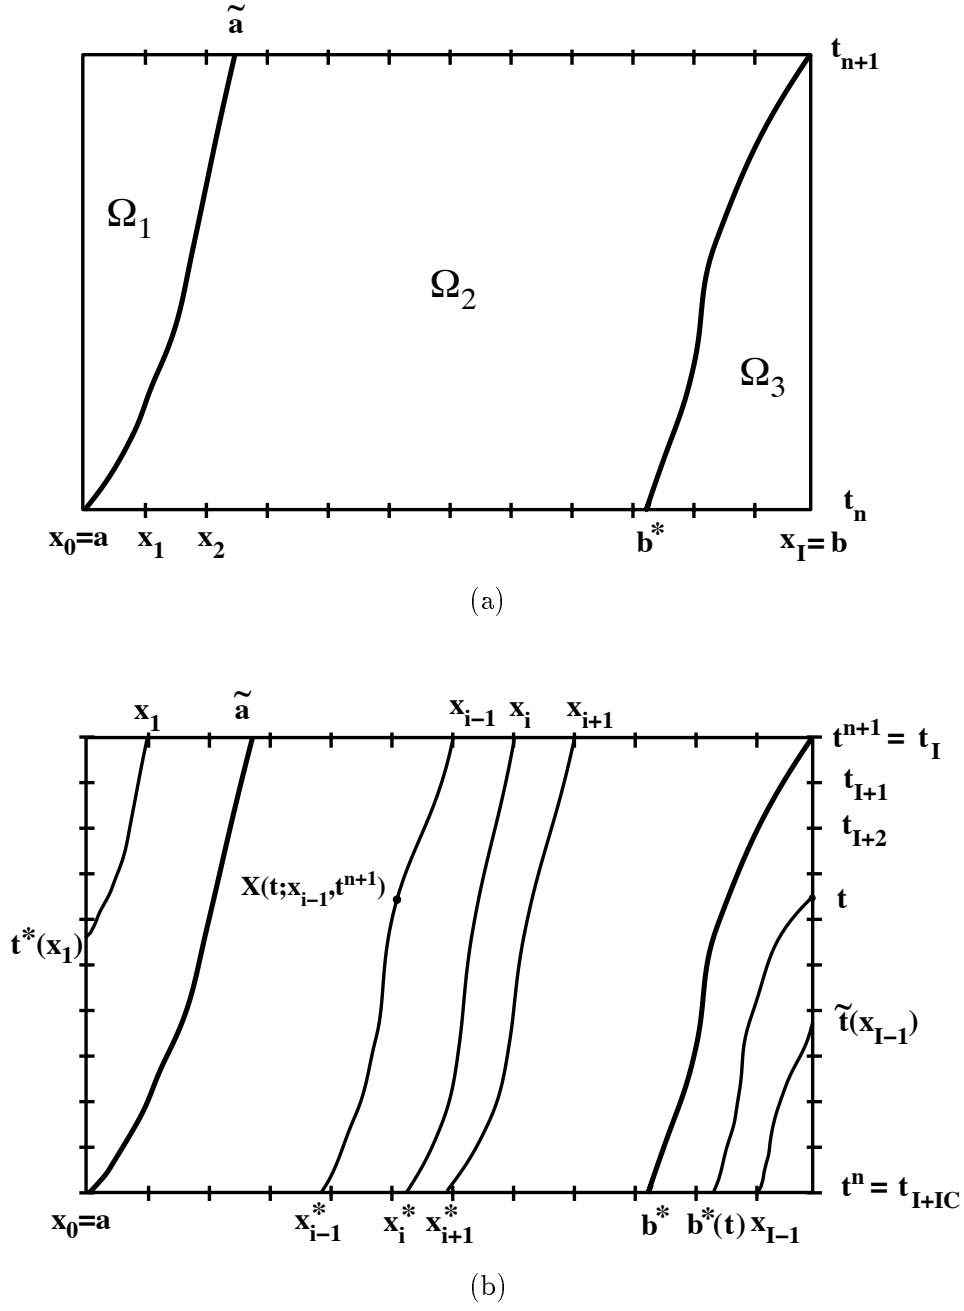 ã
t_{n+1}
Ω_1
Ω_2
Ω_3
t_n
x_0=a x_1 x_2 b^* x_I=b
(a)
x_1 ã x_{i−1} x_i x_{i+1} t^{n+1} = t_I
t_{I+1}
t_{I+2}
X(t;x_{i−1},t^{n+1}) t
t^*(x_1)
t̃(x_{I−1})
t^n = t_{I+IC}
x_0=a x^*_{i−1} x^*_i x^*_{i+1} b^* b^*(t) x_{I−1}
(b)